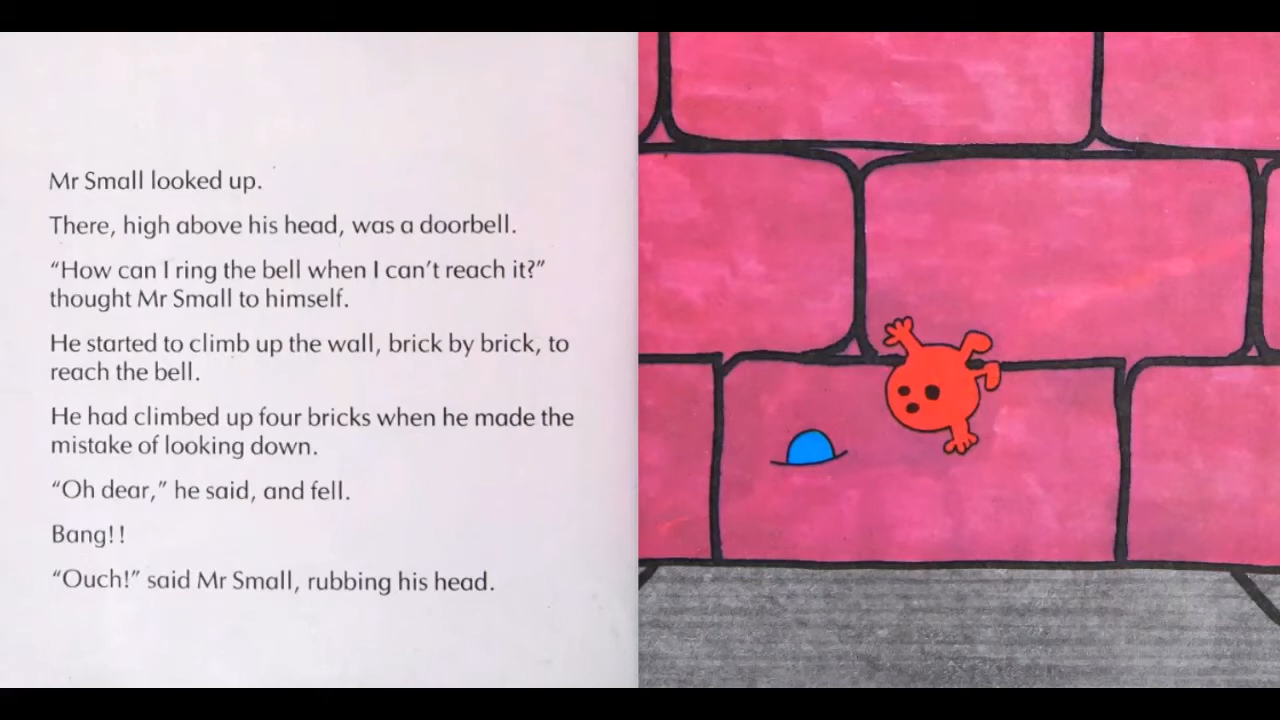 Mr Small looked up.
There, high above his head, was a doorbell.
“How can I ring the bell when I can’t reach it?”
thought Mr Small to himself.
He started to climb up the wall, brick by brick, to
reach the bell.
He had climbed up four bricks when he made the
mistake of looking down.
“Oh dear,” he said, and fell.
Bang!!
“Ouch!” said Mr Small, rubbing his head.